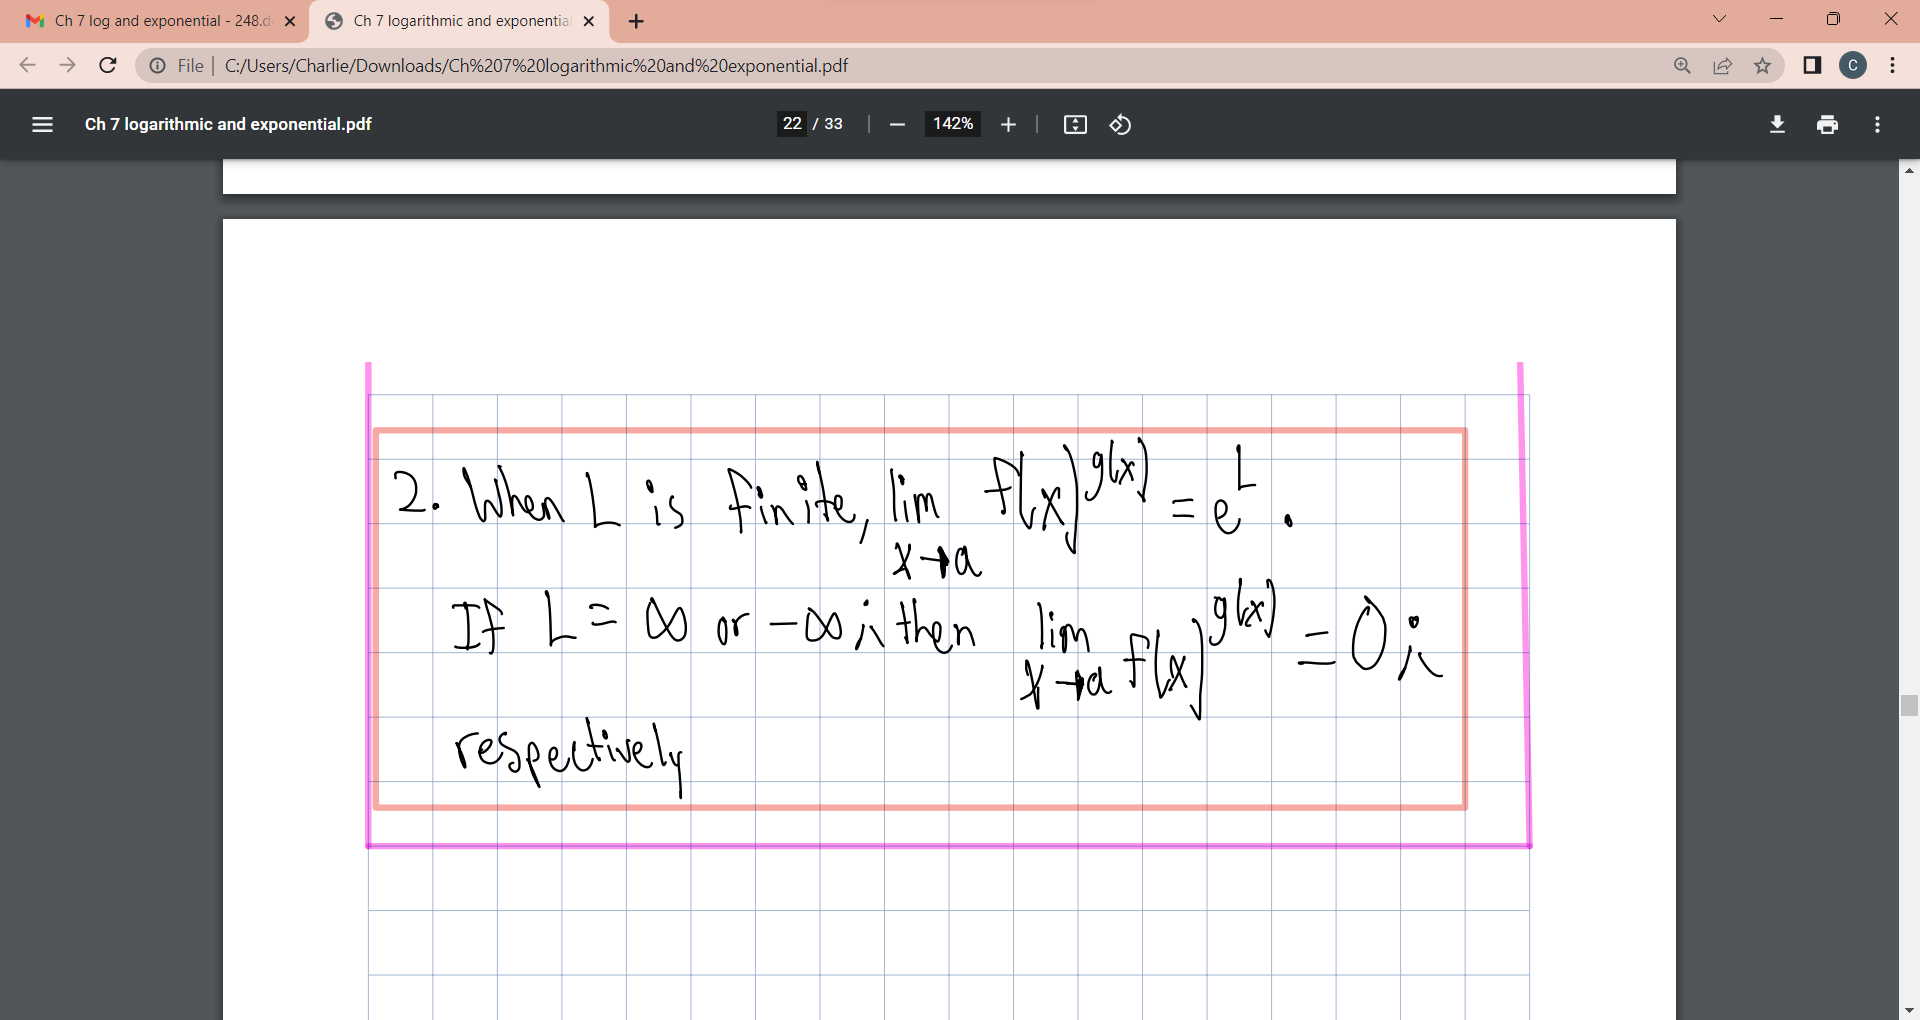 Ch 7 log and exponential - 248.d
Ch 7 logarithmic and exponential
File | C:/Users/Charlie/Downloads/Ch%207%20logarithmic%20and%20exponential.pdf
C
Ch 7 logarithmic and exponential.pdf
22 / 33
142%
2. When L is finite, lim x→a f(x)^g(x) = e^L.
If L = ∞ or -∞, then lim x→a f(x)^g(x) = 0
respectively